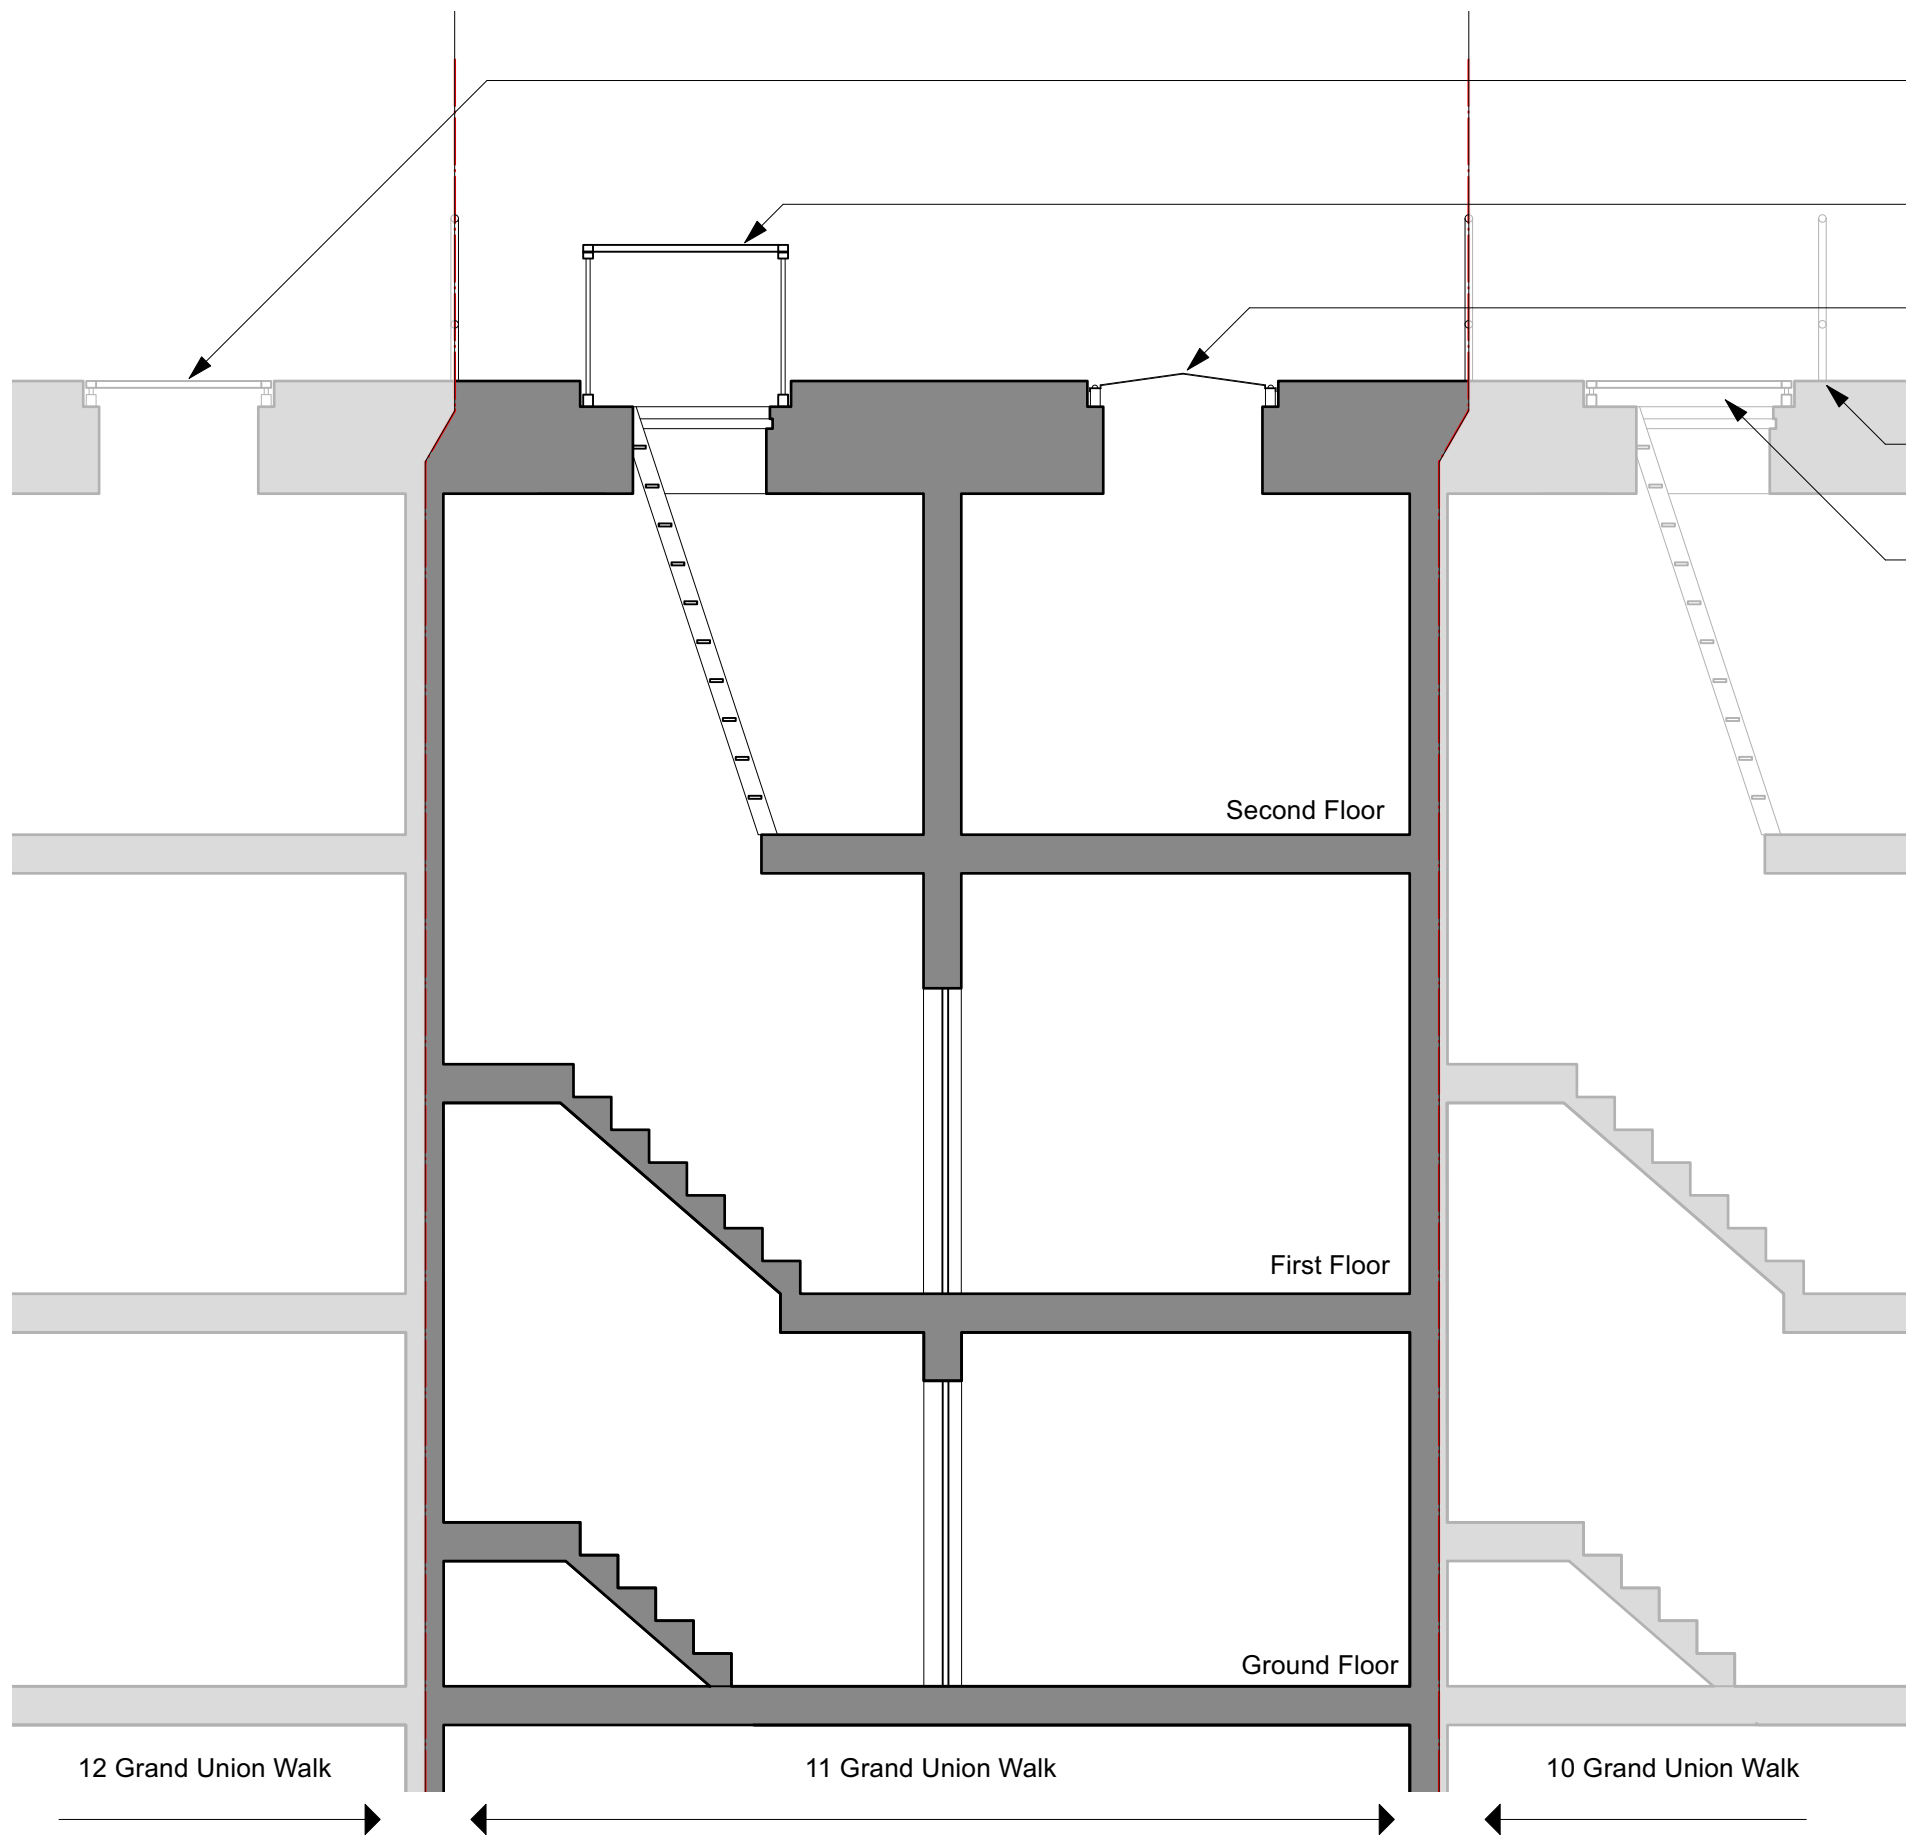 Second Floor
First Floor
Ground Floor
12 Grand Union Walk
11 Grand Union Walk
10 Grand Union Walk